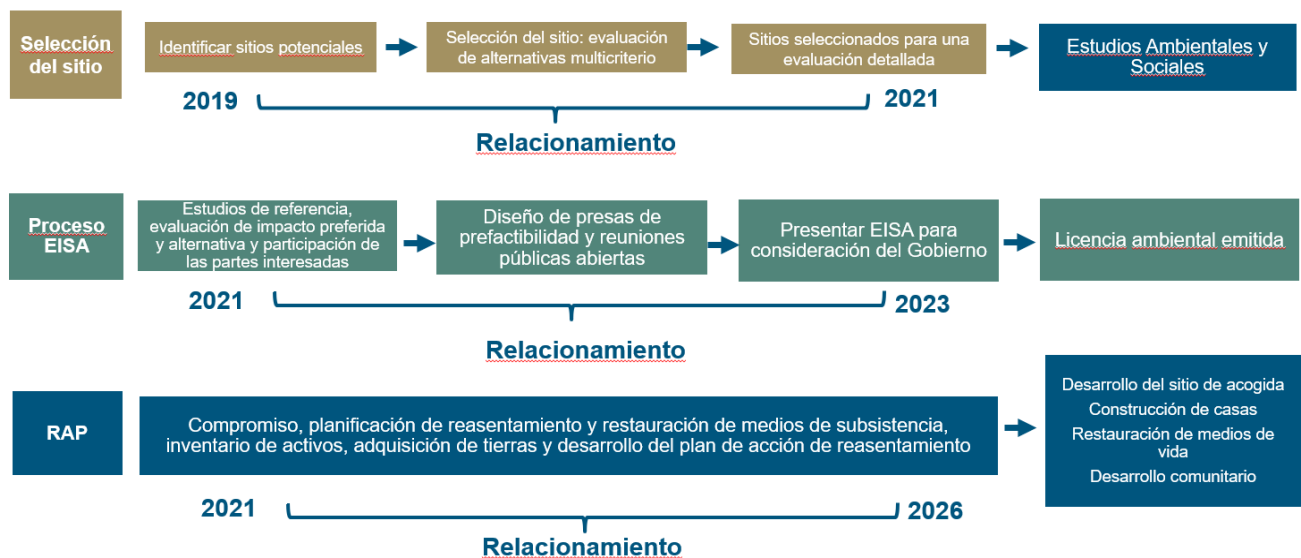 Selección
del sitio
Identificar sitios potenciales
Selección del sitio: evaluación
de alternativas multicriterio
Sitios seleccionados para una
evaluación detallada
Estudios Ambientales y
Sociales
2019
2021
Relacionamiento
Proceso
EISA
Estudios de referencia,
evaluación de impacto preferida
y alternativa y participación de
las partes interesadas
Diseño de presas de
prefactibilidad y reuniones
públicas abiertas
Presentar EISA para
consideración del Gobierno
Licencia ambiental emitida
2021
2023
Relacionamiento
RAP
Compromiso, planificación de reasentamiento y restauración de medios de subsistencia,
inventario de activos, adquisición de tierras y desarrollo del plan de acción de reasentamiento
Desarrollo del sitio de acogida
Construcción de casas
Restauración de medios de
vida
Desarrollo comunitario
2021
2026
Relacionamiento